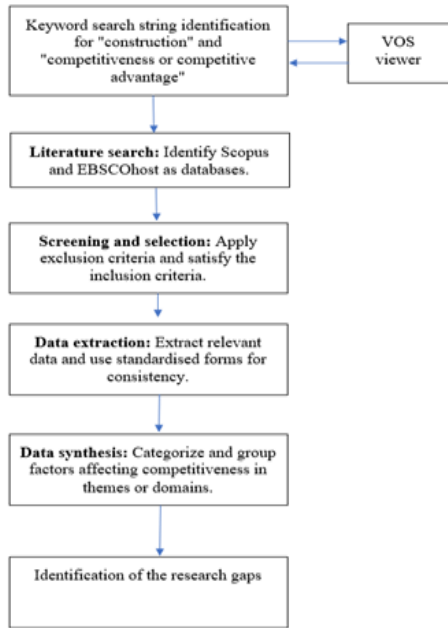 Keyword search string identification
for "construction" and
"competitiveness or competitive
advantage"
VOS
viewer
Literature search: Identify Scopus
and EBSCOhost as databases.
Screening and selection: Apply
exclusion criteria and satisfy the
inclusion criteria.
Data extraction: Extract relevant
data and use standardised forms for
consistency.
Data synthesis: Categorize and group
factors affecting competitiveness in
themes or domains.
Identification of the research gaps